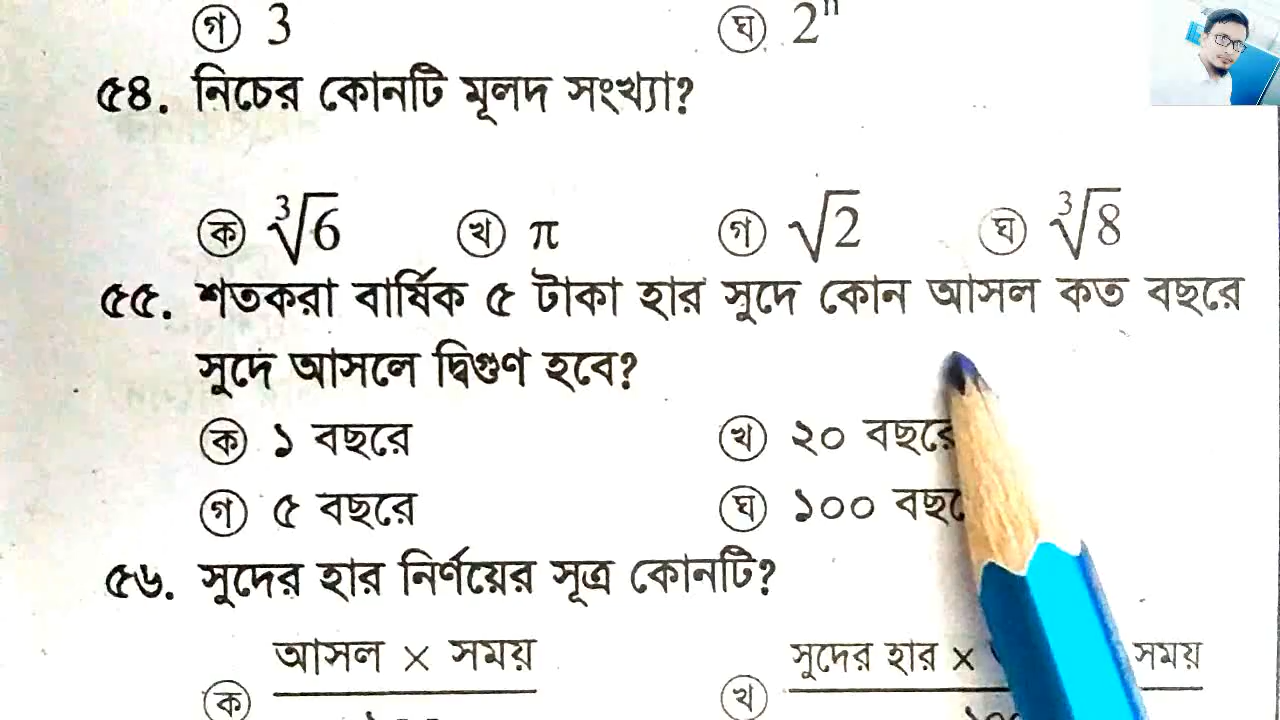 গ 3 ঘ 2ⁿ
৫৪. নিচের কোনটি মূলদ সংখ্যা?
ক ∛6 খ π গ √2 ঘ ∛8
৫৫. শতকরা বার্ষিক ৫ টাকা হার সুদে কোন আসল কত বছরে
সুদে আসলে দ্বিগুণ হবে?
ক ১ বছরে খ ২০ বছরে
গ ৫ বছরে ঘ ১০০
৫৬. সুদের হার নির্ণয়ের সূত্র কোনটি?
আসল × সময় সুদের হার × সময়
ক খ